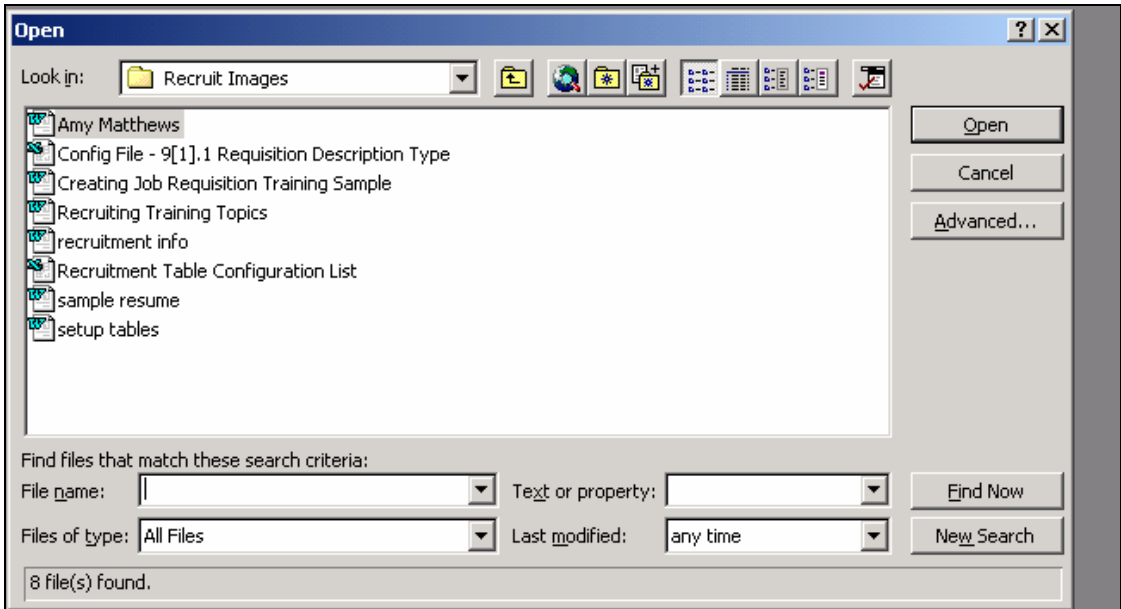 Open
Look in: Recruit Images
Amy Matthews
Config File - 9[1].1 Requisition Description Type
Creating Job Requisition Training Sample
Recruiting Training Topics
recruitment info
Recruitment Table Configuration List
sample resume
setup tables
Open
Cancel
Advanced...
Find files that match these search criteria:
File name: Text or property: Find Now
Files of type: All Files Last modified: any time New Search
8 file(s) found.